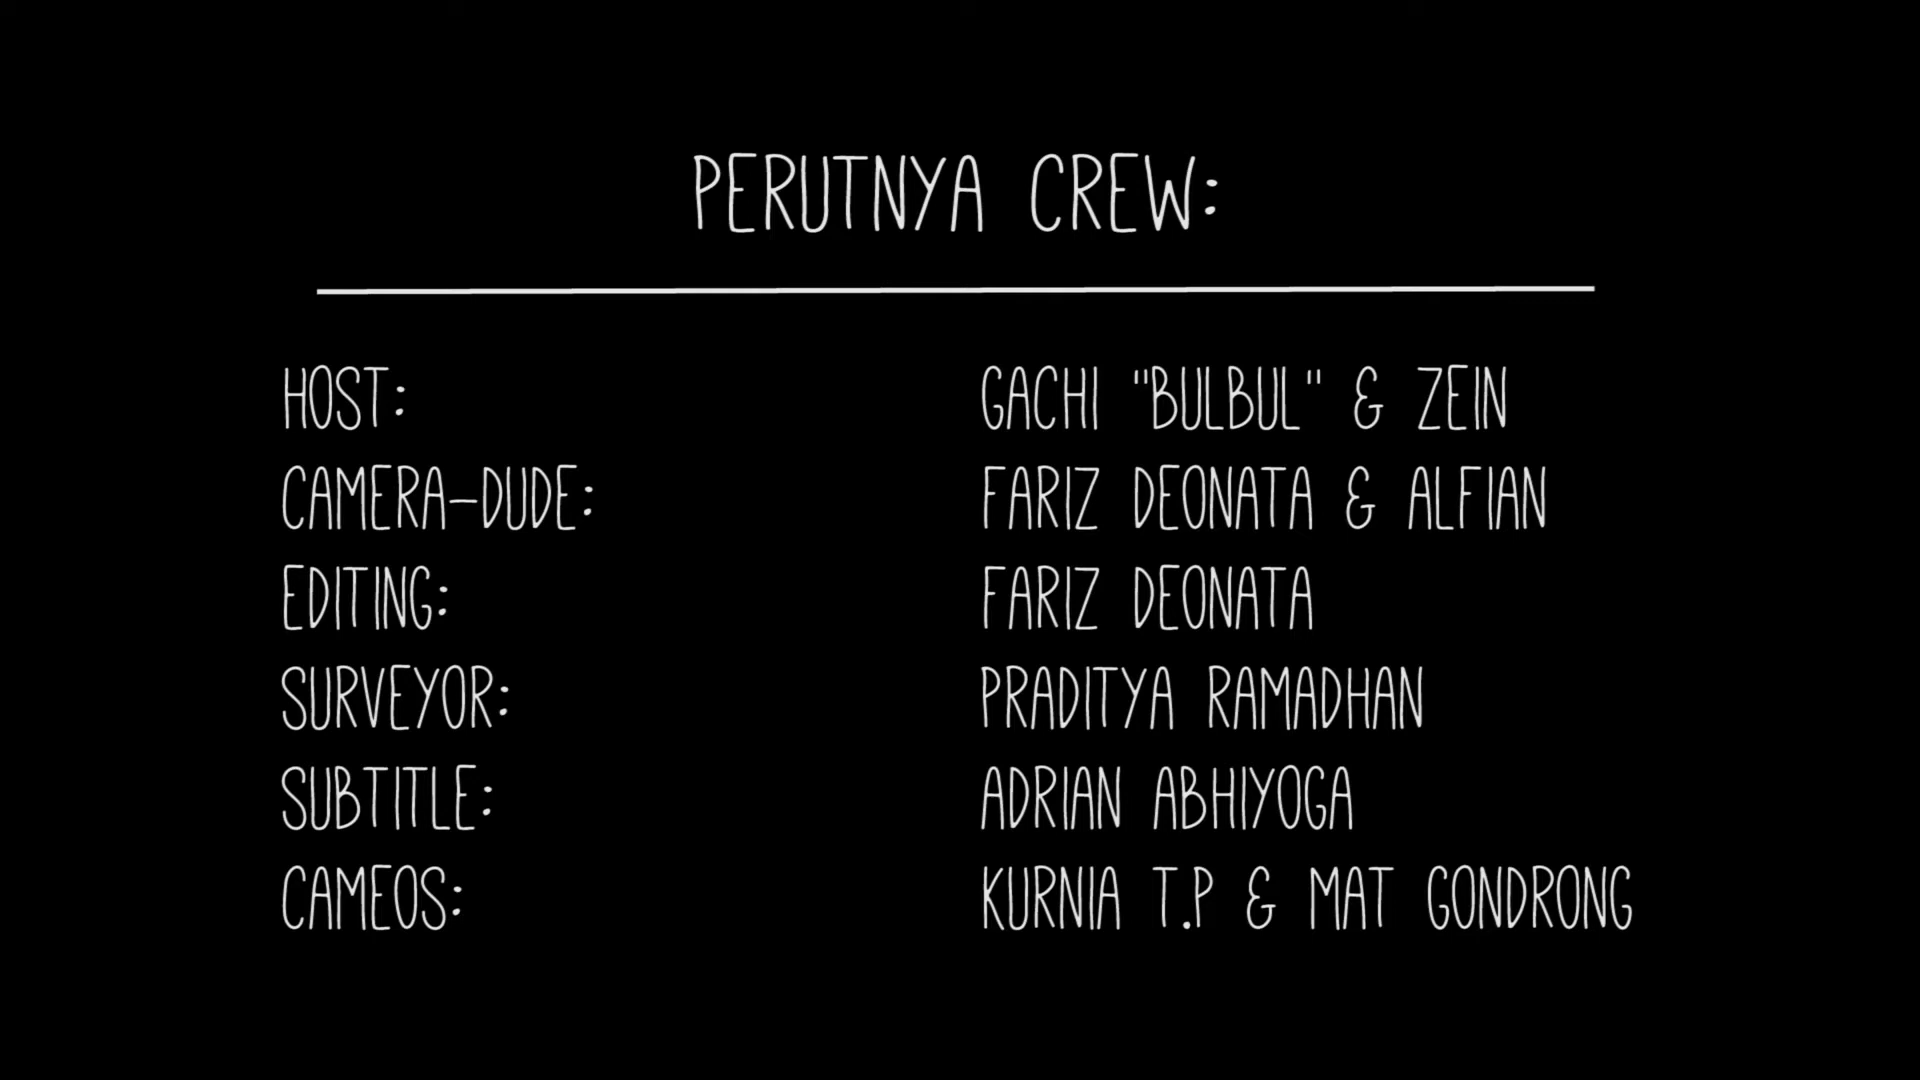 PERUTNYA CREW:
HOST: GACHI "BULBUL" & ZEIN
CAMERA-DUDE: FARIZ DEONATA & ALFIAN
EDITING: FARIZ DEONATA
SURVEYOR: PRADITYA RAMADHAN
SUBTITLE: ADRIAN ABHIYOGA
CAMEOS: KURNIA T.P & MAT GONDRONG